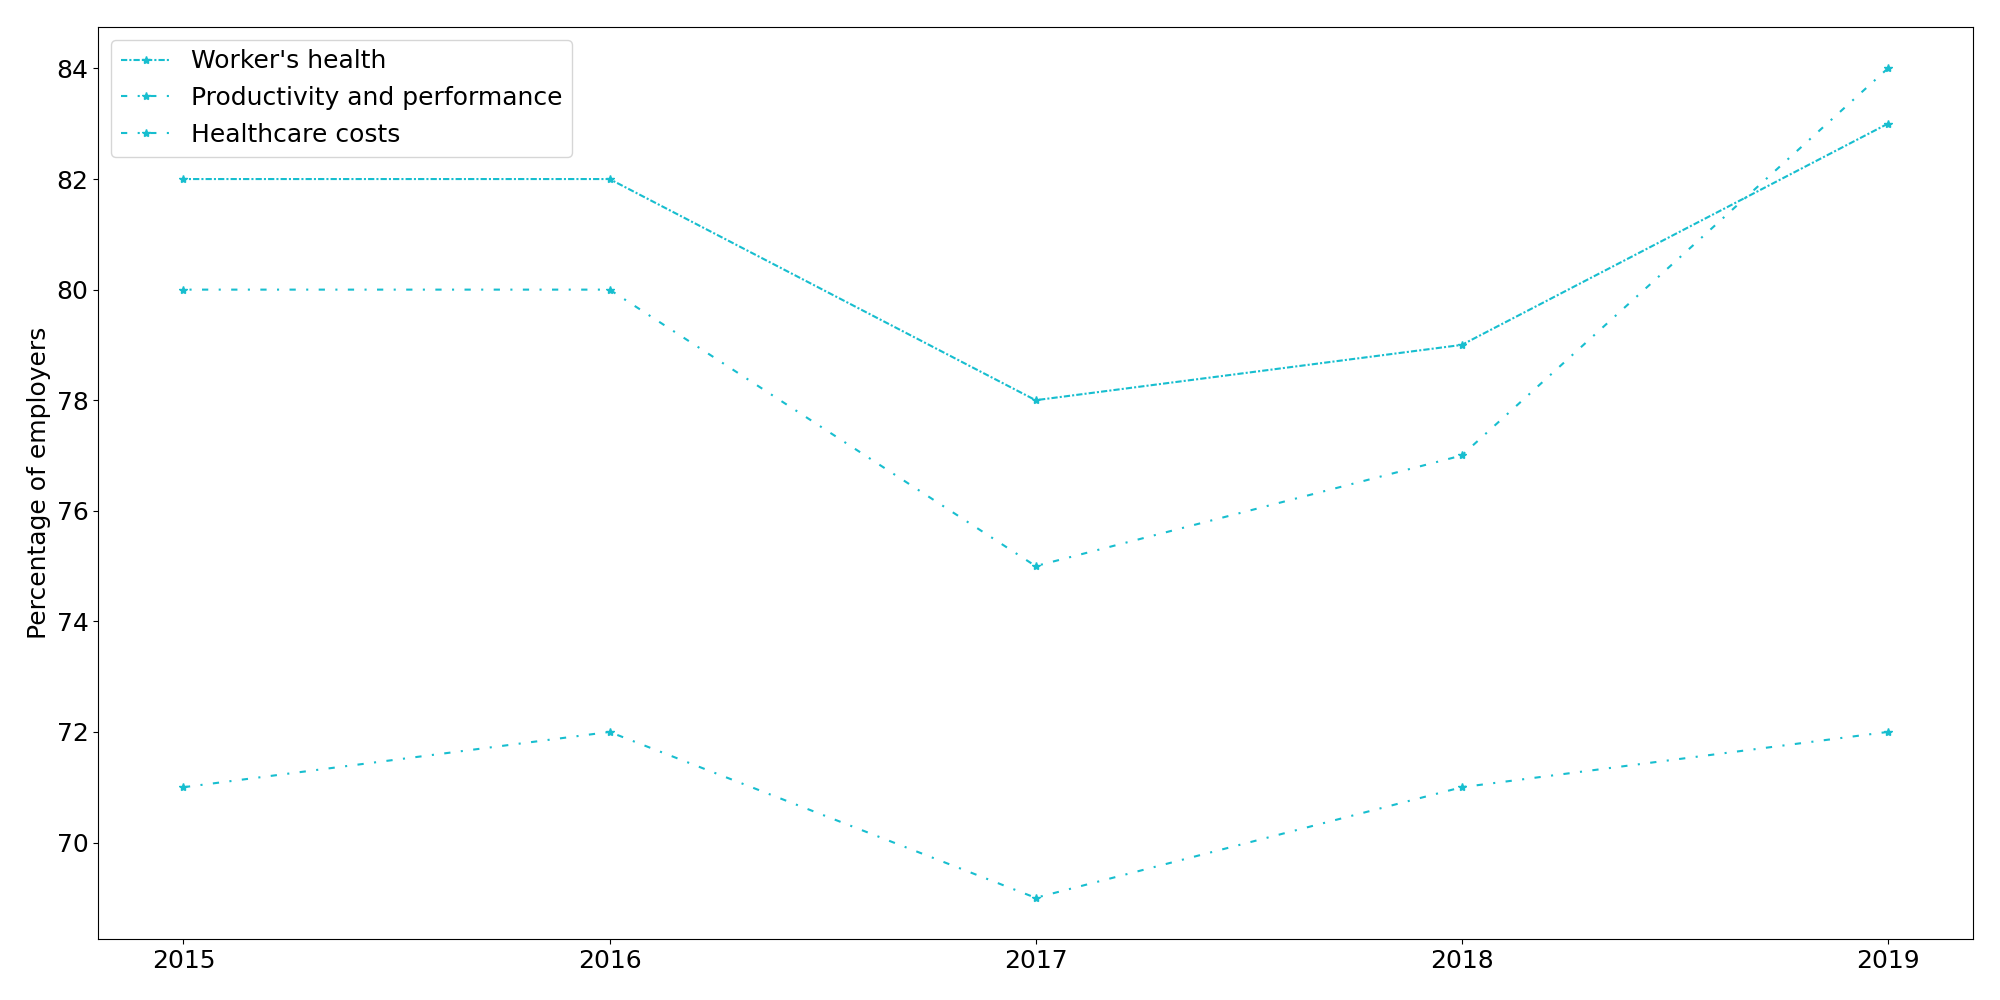 Worker's health
Productivity and performance
Healthcare costs
Percentage of employers
84
82
80
78
76
74
72
70
2015 2016 2017 2018 2019